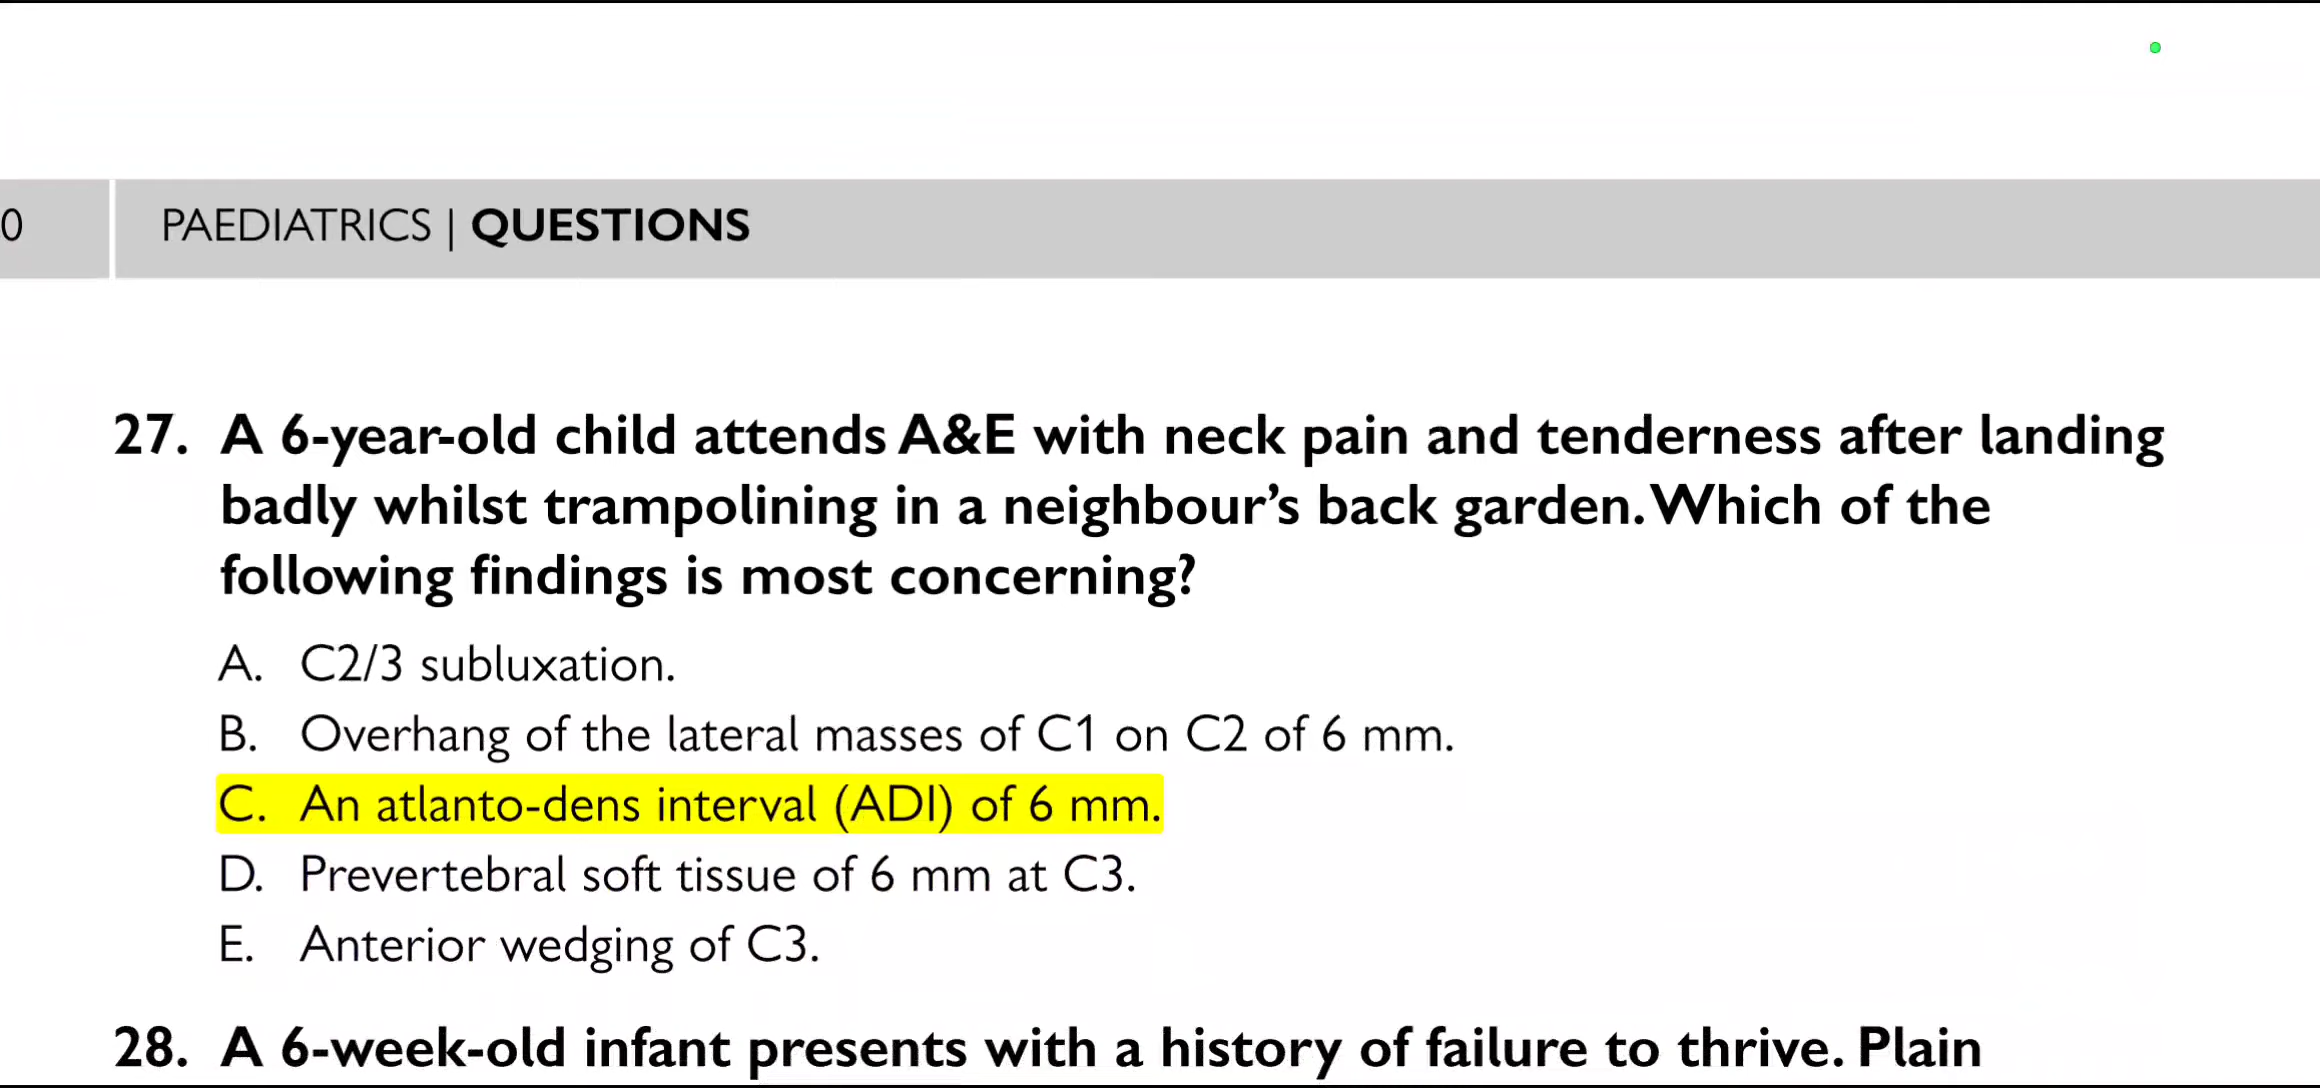 0 PAEDIATRICS | QUESTIONS
27. A 6-year-old child attends A&E with neck pain and tenderness after landing
badly whilst trampolining in a neighbour’s back garden. Which of the
following findings is most concerning?
A. C2/3 subluxation.
B. Overhang of the lateral masses of C1 on C2 of 6 mm.
C. An atlanto-dens interval (ADI) of 6 mm.
D. Prevertebral soft tissue of 6 mm at C3.
E. Anterior wedging of C3.
28. A 6-week-old infant presents with a history of failure to thrive. Plain